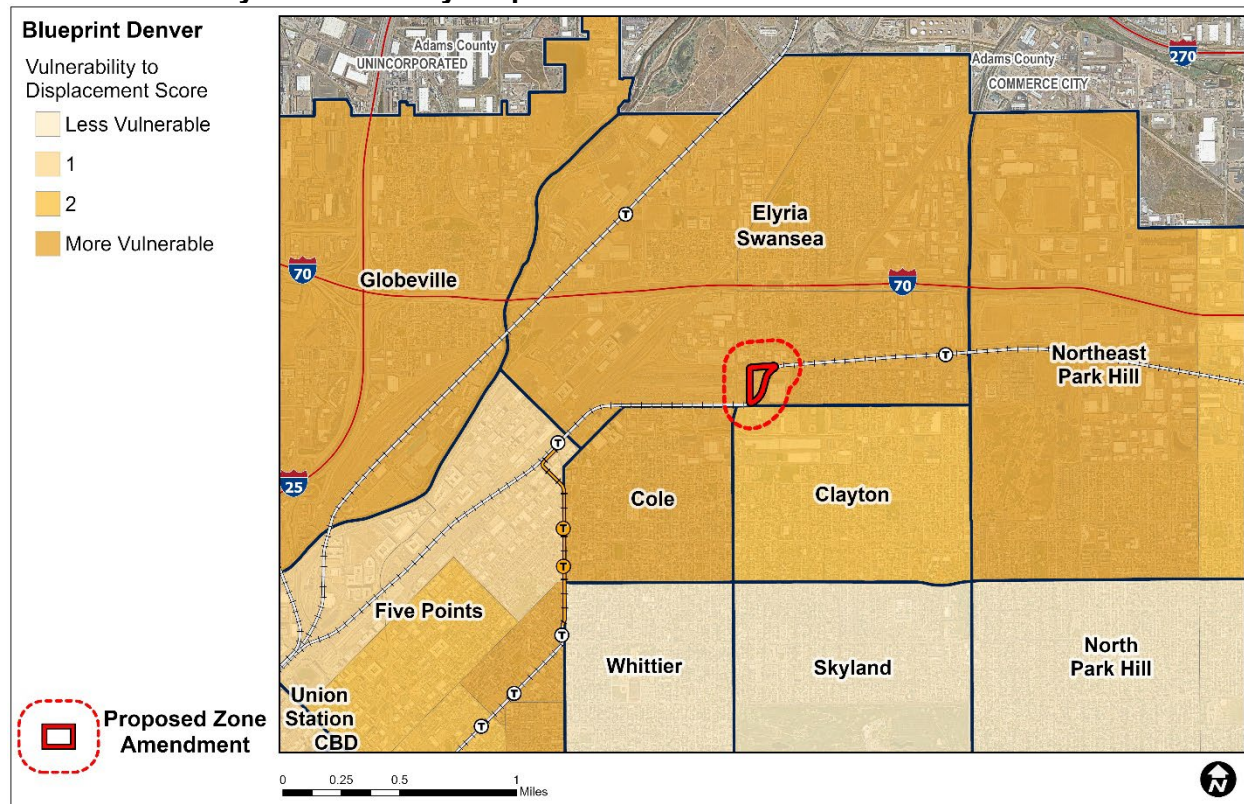 Blueprint Denver
Vulnerability to
Displacement Score
Less Vulnerable
1
2
More Vulnerable
Proposed Zone
Amendment
Adams County
UNINCORPORATED
Adams County
COMMERCE CITY
270
Elyria
Swansea
70
Globeville
70
Northeast
Park Hill
T
T
T
25
Cole
Clayton
T
T
Five Points
T
Whittier
Skyland
North
Park Hill
T
T
Union
Station
CBD
0 0.25 0.5 1
Miles
N